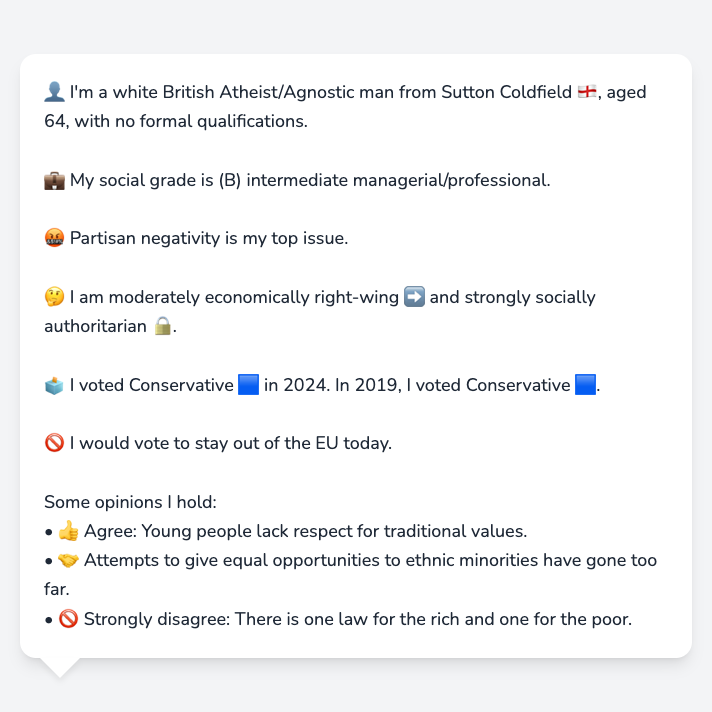 👤 I'm a white British Atheist/Agnostic man from Sutton Coldfield 🏴󠁧󠁢󠁥󠁮󠁧󠁿, aged
64, with no formal qualifications.
💼 My social grade is (B) intermediate managerial/professional.
🤬 Partisan negativity is my top issue.
🤔 I am moderately economically right-wing ➡️ and strongly socially
authoritarian 🔒.
🗳️ I voted Conservative 🟦 in 2024. In 2019, I voted Conservative 🟦.
🚫 I would vote to stay out of the EU today.
Some opinions I hold:
• 👍 Agree: Young people lack respect for traditional values.
• 🤝 Attempts to give equal opportunities to ethnic minorities have gone too
far.
• 🚫 Strongly disagree: There is one law for the rich and one for the poor.